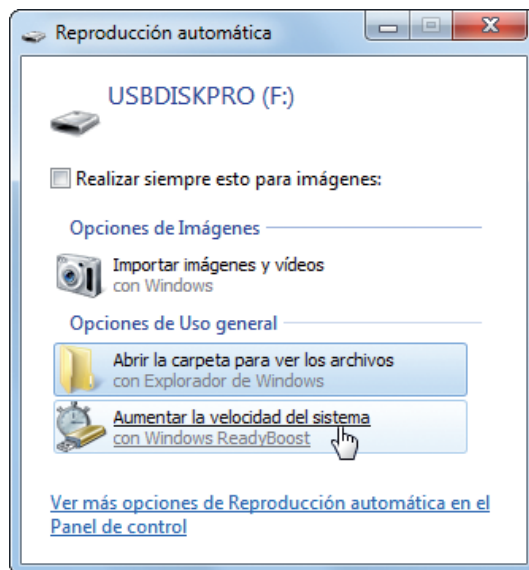 Reproducción automática
USBDISKPRO (F:)
Realizar siempre esto para imágenes:
Opciones de Imágenes
Importar imágenes y vídeos
con Windows
Opciones de Uso general
Abrir la carpeta para ver los archivos
con Explorador de Windows
Aumentar la velocidad del sistema
con Windows ReadyBoost
Ver más opciones de Reproducción automática en el
Panel de control